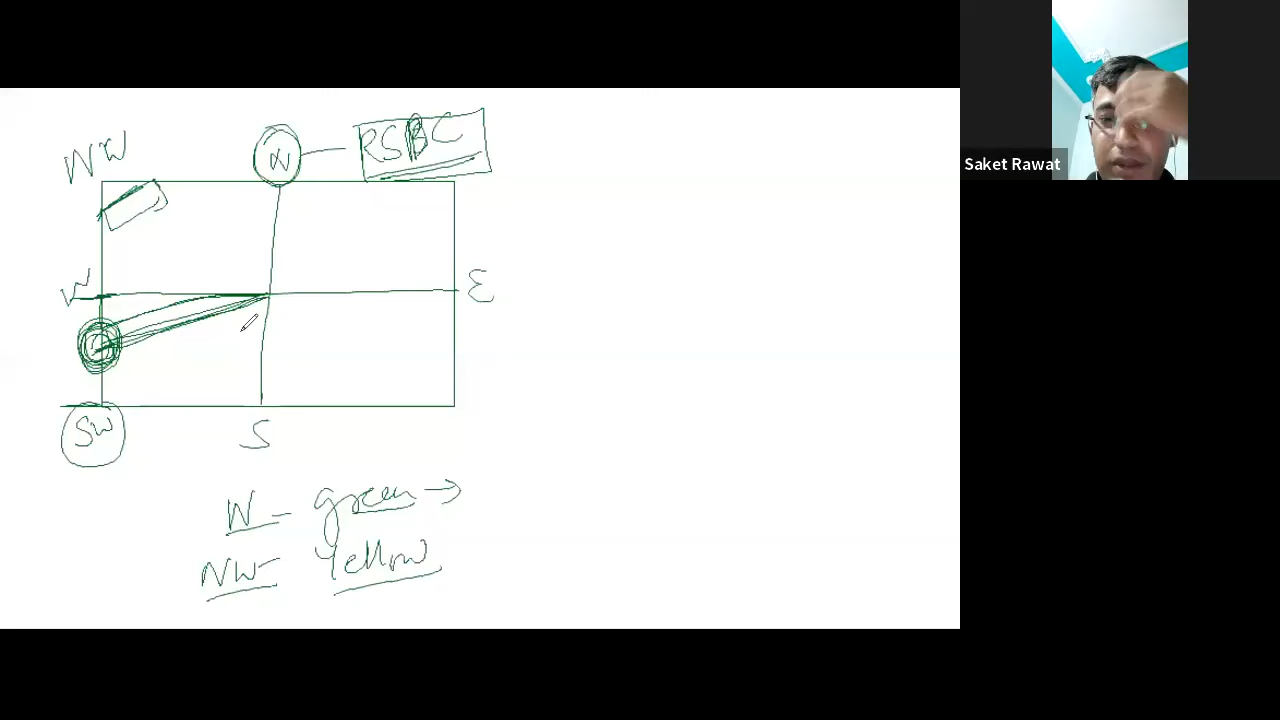 NW
N
RSBC
W
E
SW
S
W - green →
NW - Yellow
Saket Rawat